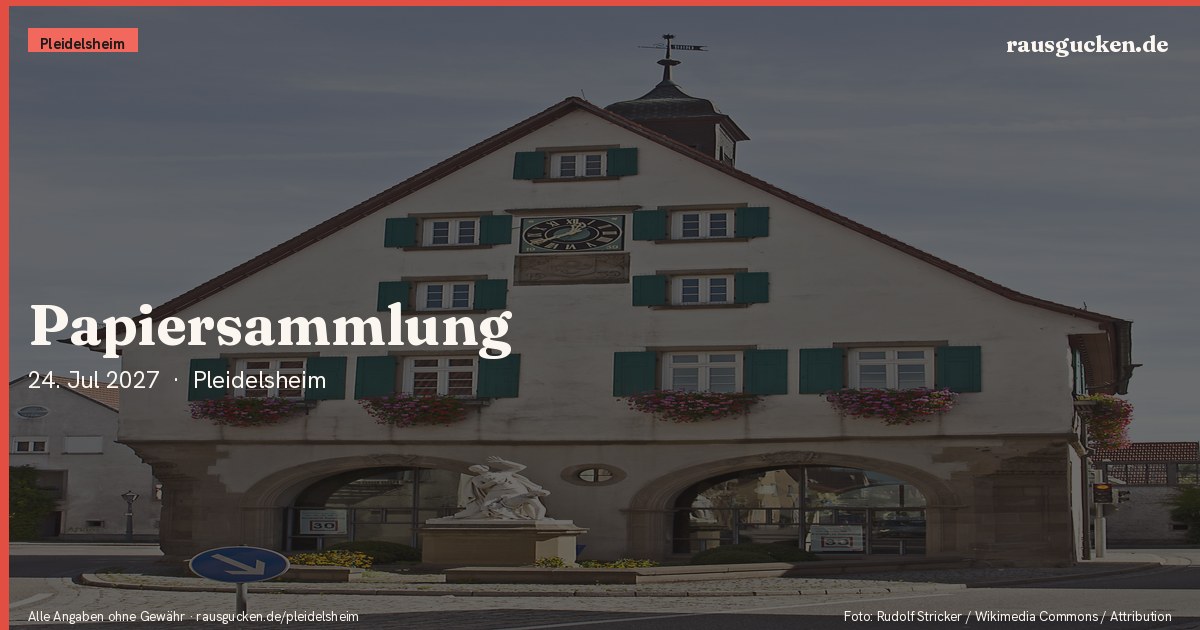 Pleidelsheim
rausgucken.de
Papiersammlung
24. Jul 2027 · Pleidelsheim
30
Alle Angaben ohne Gewähr · rausgucken.de/pleidelsheim
Foto: Rudolf Stricker / Wikimedia Commons / Attribution